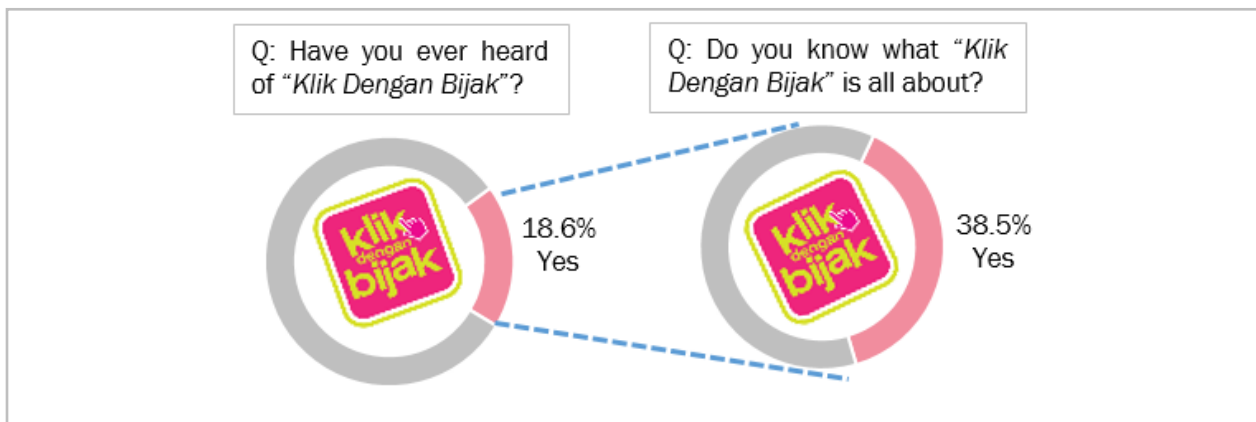 Q: Have you ever heard
of “Klik Dengan Bijak”?
Q: Do you know what “Klik
Dengan Bijak” is all about?
klik
dengan
bijak
18.6%
Yes
klik
dengan
bijak
38.5%
Yes